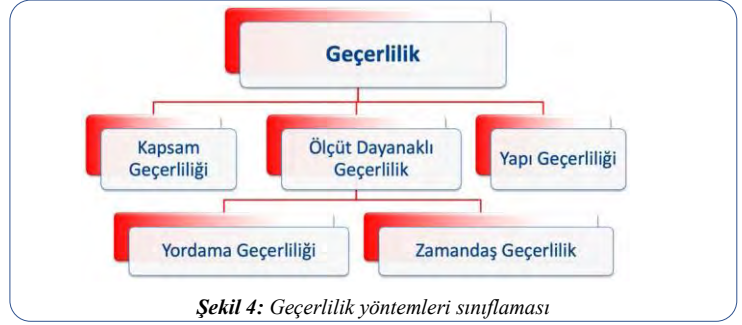 Geçerlilik
Kapsam
Geçerliliği
Ölçüt Dayanaklı
Geçerlilik
Yapı Geçerliliği
Yordama Geçerliliği
Zamandaş Geçerlilik
Şekil 4: Geçerlilik yöntemleri sınıflaması